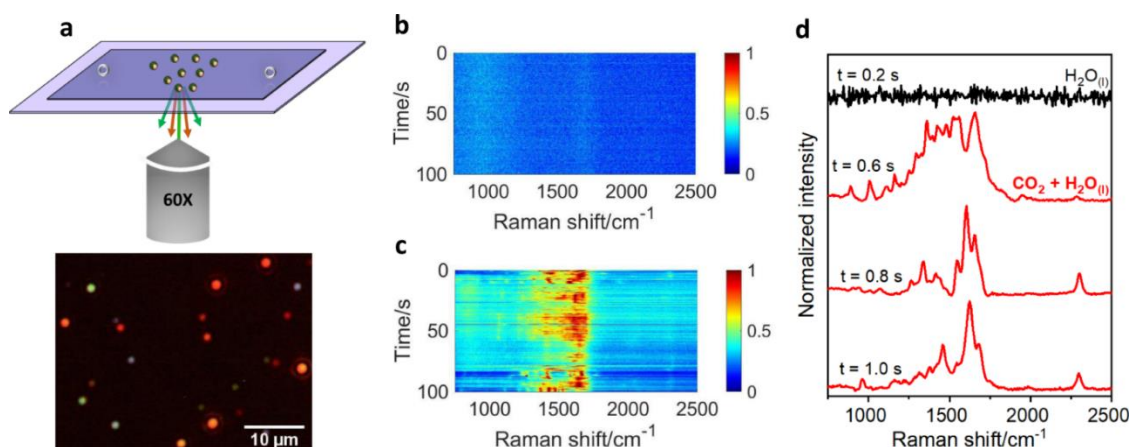 a
60X
10 µm
b
0
50
100
Time/s
1000 1500 2000 2500
Raman shift/cm⁻¹
1
0.5
0
c
0
50
100
Time/s
1000 1500 2000 2500
Raman shift/cm⁻¹
1
0.5
0
d
Normalized intensity
t = 0.2 s H₂O₍ₗ₎
t = 0.6 s
CO₂ + H₂O₍ₗ₎
t = 0.8 s
t = 1.0 s
1000 1500 2000 2500
Raman shift/cm⁻¹